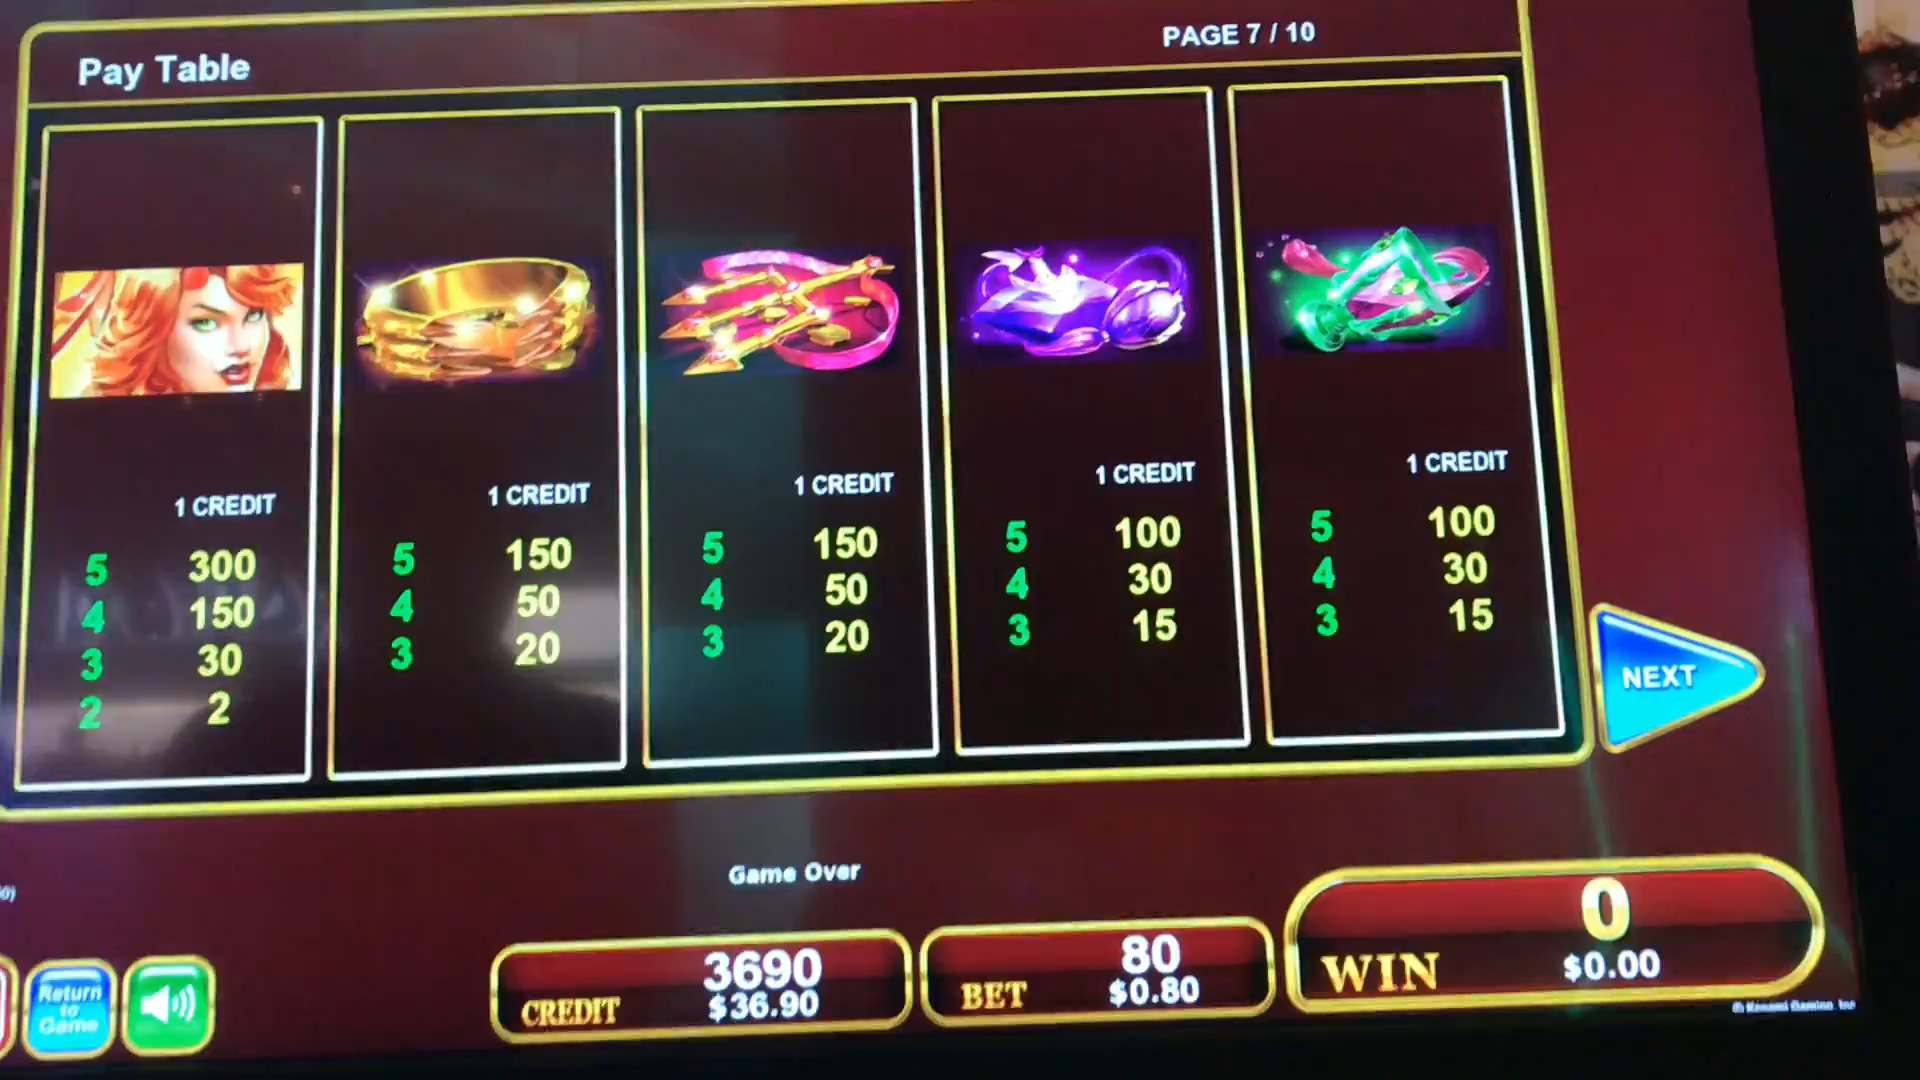 Pay Table
PAGE 7 / 10
1 CREDIT
5 300
4 150
3 30
2 2
1 CREDIT
5 150
4 50
3 20
1 CREDIT
5 150
4 50
3 20
1 CREDIT
5 100
4 30
3 15
1 CREDIT
5 100
4 30
3 15
NEXT
Game Over
Return
to
Game
CREDIT 3690
$36.90
BET 80
$0.80
WIN 0
$0.00
© Konami Gaming, Inc